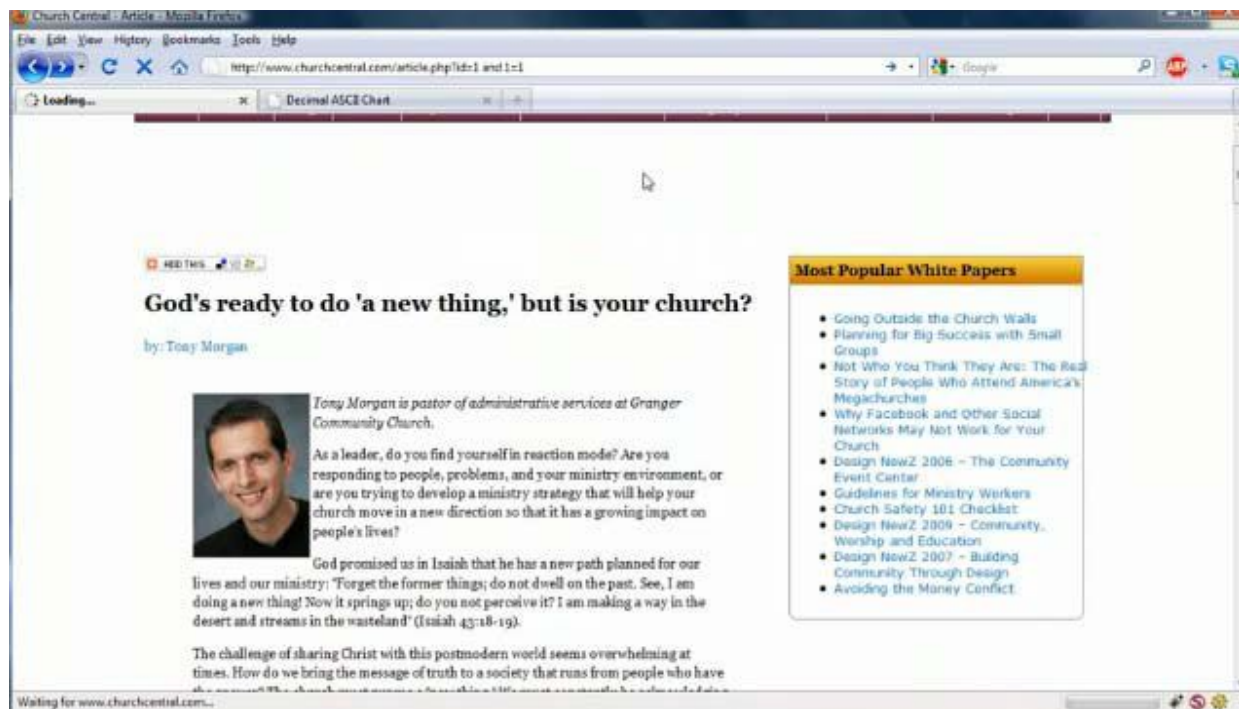 Church Central - Article - Mozilla Firefox
File Edit View History Bookmarks Tools Help
http://www.churchcentral.com/article.php?id=1 and 1=1
Google
ABP
Loading...
Decimal ASCII Chart
ADD THIS
God's ready to do 'a new thing,' but is your church?
by: Tony Morgan
Tony Morgan is pastor of administrative services at Granger
Community Church.
As a leader, do you find yourself in reaction mode? Are you
responding to people, problems, and your ministry environment, or
are you trying to develop a ministry strategy that will help your
church move in a new direction so that it has a growing impact on
people's lives?
God promised us in Isaiah that he has a new path planned for our
lives and our ministry: "Forget the former things; do not dwell on the past. See, I am
doing a new thing! Now it springs up; do you not perceive it? I am making a way in the
desert and streams in the wasteland" (Isaiah 43:18-19).
The challenge of sharing Christ with this postmodern world seems overwhelming at
times. How do we bring the message of truth to a society that runs from people who have
Most Popular White Papers
Going Outside the Church Walls
Planning for Big Success with Small
Groups
Not Who You Think They Are: The Real
Story of People Who Attend America's
Megachurches
Why Facebook and Other Social
Networks May Not Work for Your
Church
Design NewZ 2006 - The Community
Event Center
Guidelines for Ministry Workers
Church Safety 101 Checklist
Design NewZ 2009 - Community,
Worship and Education
Design NewZ 2007 - Building
Community Through Design
Avoiding the Money Conflict
Waiting for www.churchcentral.com...